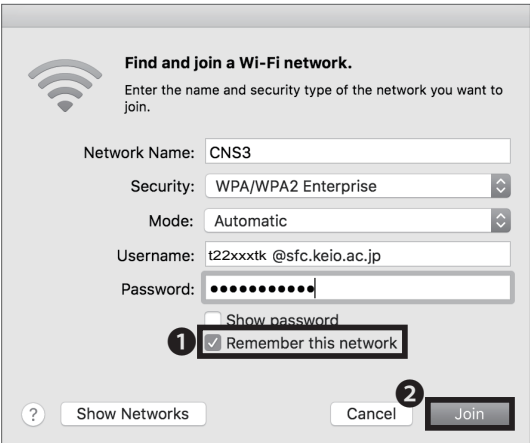 Find and join a Wi-Fi network.
Enter the name and security type of the network you want to
join.
Network Name: CNS3
Security: WPA/WPA2 Enterprise
Mode: Automatic
Username: t22xxxtk @sfc.keio.ac.jp
Password: •••••••••••
Show password
1 Remember this network
2
? Show Networks Cancel Join